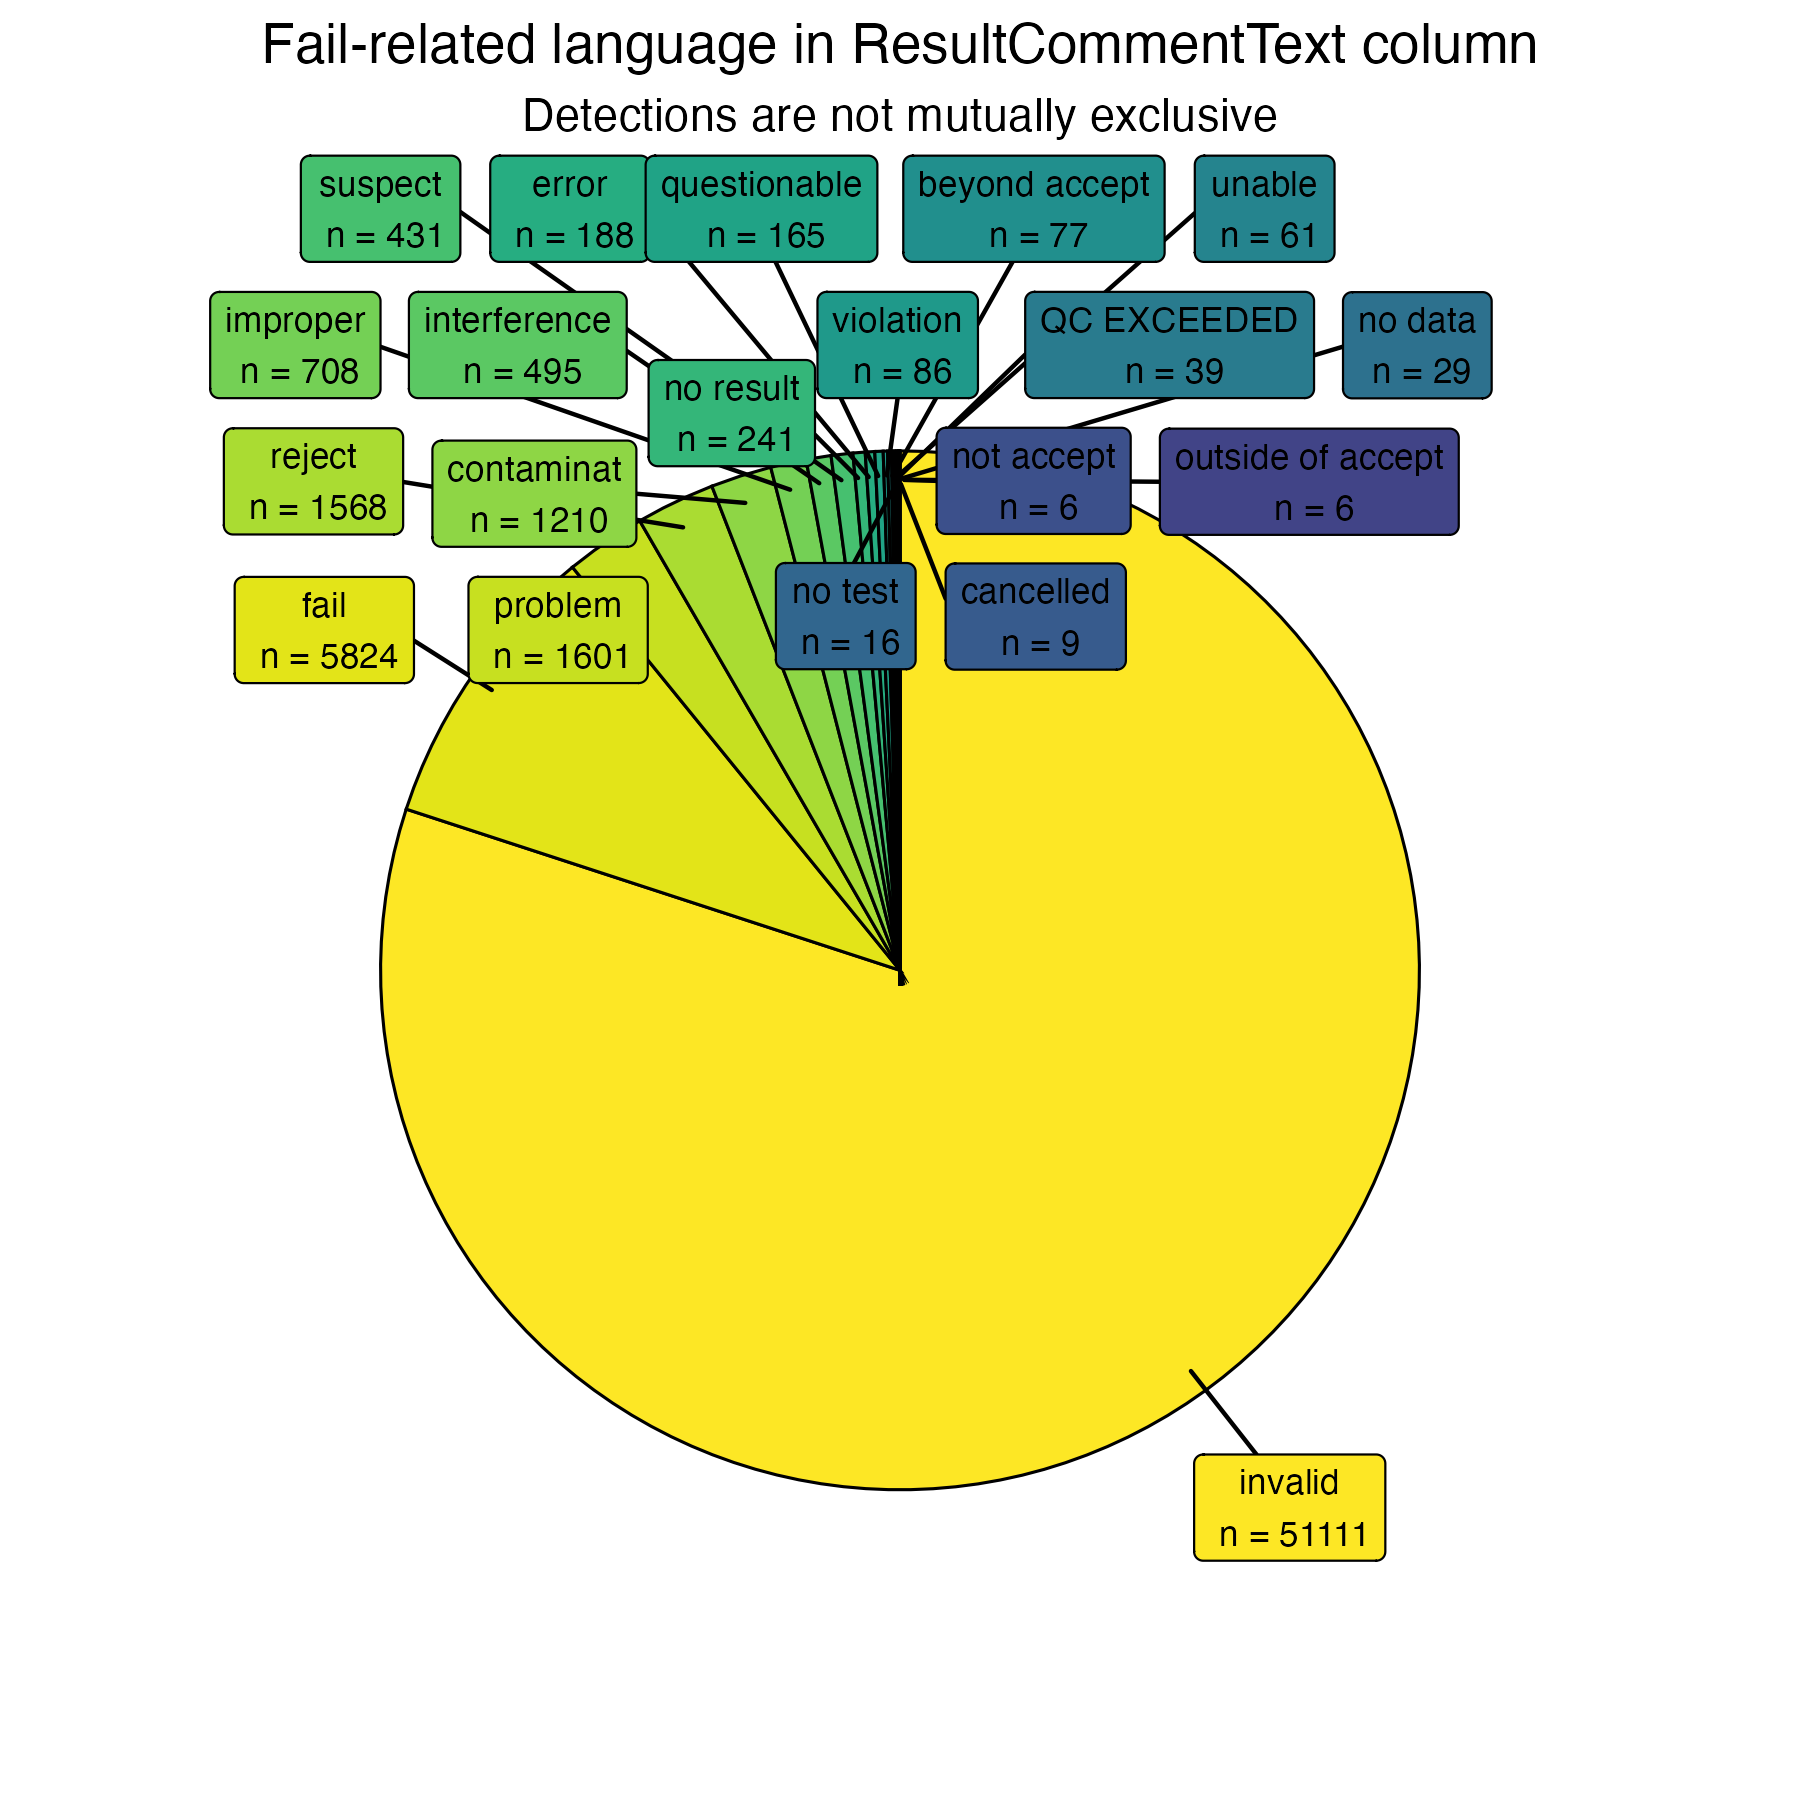 Fail-related language in ResultCommentText column
Detections are not mutually exclusive
suspect
n = 431
error
n = 188
questionable
n = 165
beyond accept
n = 77
unable
n = 61
improper
n = 708
interference
n = 495
no result
n = 241
violation
n = 86
QC EXCEEDED
n = 39
no data
n = 29
reject
n = 1568
contaminat
n = 1210
not accept
n = 6
outside of accept
n = 6
fail
n = 5824
problem
n = 1601
no test
n = 16
cancelled
n = 9
invalid
n = 51111